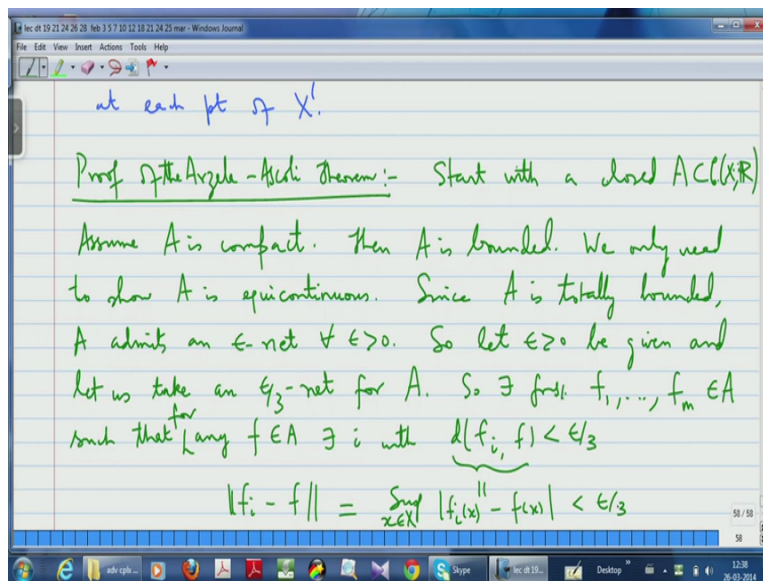 lec dt 19 21 24 26 28 feb 3 5 7 10 12 18 21 24 25 mar - Windows Journal
File Edit View Insert Actions Tools Help
at each pt of X'.
Proof of the Arzela-Ascoli Theorem:- Start with a closed A⊂C(X,ℝ)
Assume A is compact. Then A is bounded. We only need
to show A is equicontinuous. Since A is totally bounded,
A admits an ϵ-net ∀ ϵ>0. So let ϵ>0 be given and
let us take an ϵ/3-net for A. So ∃ fns. f₁,..., fₘ ∈A
such that for any f∈A ∃ i with d(fᵢ, f) < ϵ/3
||
‖fᵢ - f‖ = Sup x∈X |fᵢ(x) - f(x)| < ϵ/3
58 / 58
58
adv cplx ...
Skype
lec dt 19...
Desktop
12:38
26-03-2014